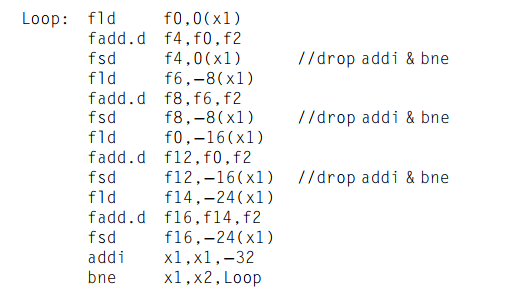 Loop: fld f0,0(x1)
fadd.d f4,f0,f2
fsd f4,0(x1) //drop addi & bne
fld f6,−8(x1)
fadd.d f8,f6,f2
fsd f8,−8(x1) //drop addi & bne
fld f0,−16(x1)
fadd.d f12,f0,f2
fsd f12,−16(x1) //drop addi & bne
fld f14,−24(x1)
fadd.d f16,f14,f2
fsd f16,−24(x1)
addi x1,x1,−32
bne x1,x2,Loop